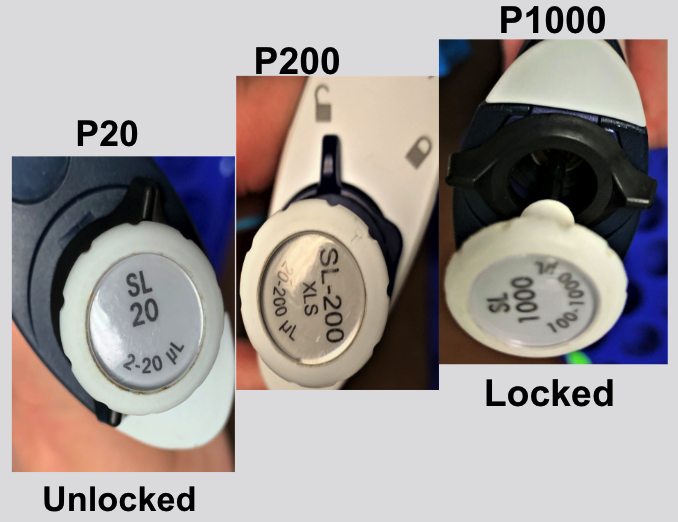 P20
SL
20
2-20 µL
Unlocked
P200
SL-200
XLS
20-200 µL
P1000
SL
1000
100-1000 µL
Locked